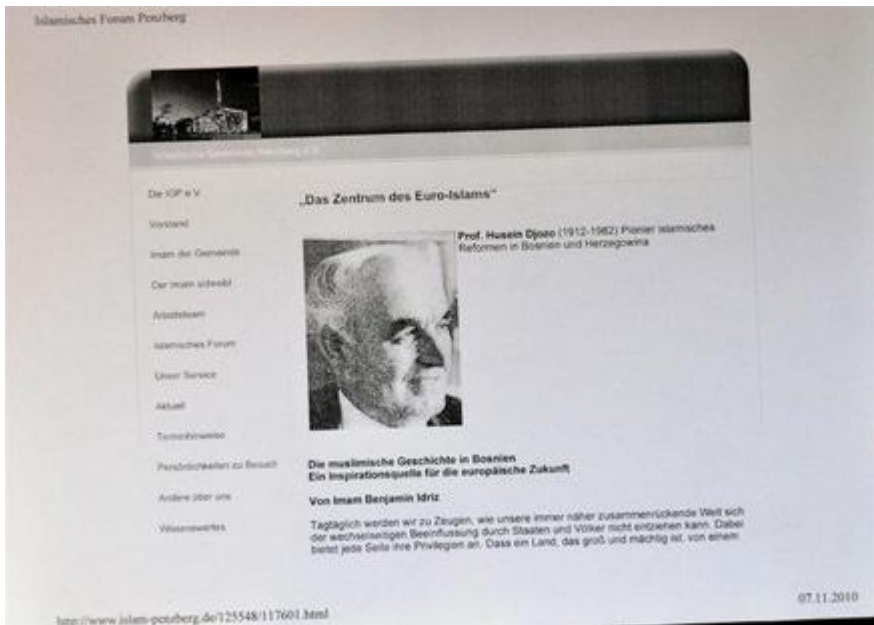 Islamisches Forum Penzberg
Die IGP e.V.
Vorstand
Imam der Gemeinde
Der Imam
Arbeitsteam
Islamisches Forum
Unser Service
Aktuell
Terminhinweise
Persönlichkeiten zu Besuch
Andere über uns
Wissenswertes
„Das Zentrum des Euro-Islams“
Prof. Husein Djozo (1912-1982) Pionier islamisches
Reformen in Bosnien und Herzegowina
Die muslimische Geschichte in Bosnien
Ein Inspirationsquelle für die europäische Zukunft
Von Imam Benjamin Idriz
Tagtäglich werden wir zu Zeugen, wie unsere immer näher zusammenrückende Welt sich
der wechselseitigen Beeinflussung durch Staaten und Völker nicht entziehen kann. Dabei
bietet jede Seite ihre Privilegien an. Dass ein Land, das groß und mächtig ist, von einem
http://www.islam-penzberg.de/125548/117601.html
07.11.2010